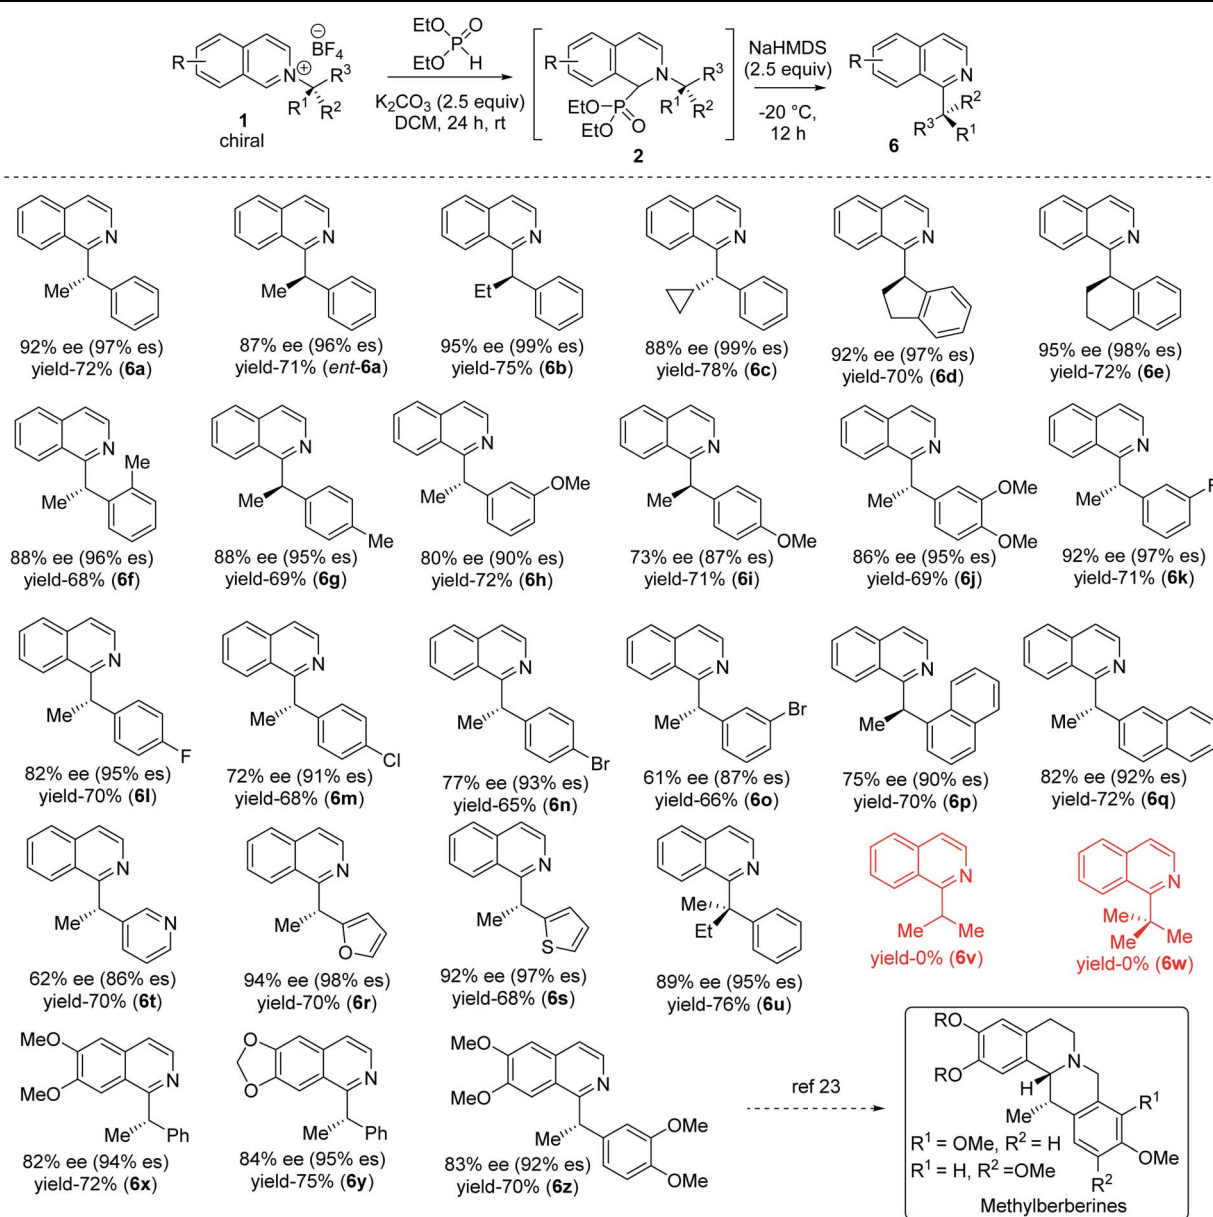 EtO O
P
EtO H
⊖
BF4
R
N
⊕
R3
R1 R2
1
chiral
K2CO3 (2.5 equiv)
DCM, 24 h, rt
R
N
R3
EtO
P
R1 R2
EtO O
2
NaHMDS
(2.5 equiv)
-20 °C,
12 h
R
N
R2
R3 R1
6
N N N N N N
Me Me Et
92% ee (97% es)
yield-72% (6a)
87% ee (96% es)
yield-71% (ent-6a)
95% ee (99% es)
yield-75% (6b)
88% ee (99% es)
yield-78% (6c)
92% ee (97% es)
yield-70% (6d)
95% ee (98% es)
yield-72% (6e)
N
Me
Me
88% ee (96% es)
yield-68% (6f)
N
Me
Me
88% ee (95% es)
yield-69% (6g)
N
Me
OMe
80% ee (90% es)
yield-72% (6h)
N
Me
OMe
73% ee (87% es)
yield-71% (6i)
N
Me
OMe
OMe
86% ee (95% es)
yield-69% (6j)
N
Me
92% ee (97% es)
yield-71% (6k)
N
Me
F
82% ee (95% es)
yield-70% (6l)
N
Me
Cl
72% ee (91% es)
yield-68% (6m)
N
Me
Br
77% ee (93% es)
yield-65% (6n)
N
Me
Br
61% ee (87% es)
yield-66% (6o)
N
Me
75% ee (90% es)
yield-70% (6p)
N
Me
82% ee (92% es)
yield-72% (6q)
N
Me
N
62% ee (86% es)
yield-70% (6t)
N
Me
O
94% ee (98% es)
yield-70% (6r)
N
Me
S
92% ee (97% es)
yield-68% (6s)
N
Me
Et
89% ee (95% es)
yield-76% (6u)
N
Me Me
yield-0% (6v)
N
Me
Me Me
yield-0% (6w)
MeO
MeO
N
Me Ph
82% ee (94% es)
yield-72% (6x)
O
O
N
Me Ph
84% ee (95% es)
yield-75% (6y)
MeO
MeO
N
Me
OMe
OMe
83% ee (92% es)
yield-70% (6z)
ref 23
RO
RO
N
H
Me
R1
OMe
R2
R1 = OMe, R2 = H
R1 = H, R2 =OMe
Methylberberines